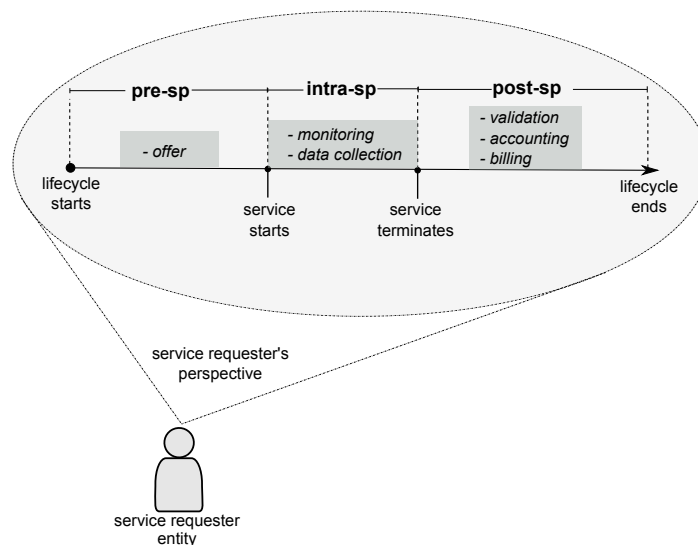 pre-sp
intra-sp
post-sp
- offer
- monitoring
- data collection
- validation
- accounting
- billing
lifecycle
starts
service
starts
service
terminates
lifecycle
ends
service requester's
perspective
service requester
entity